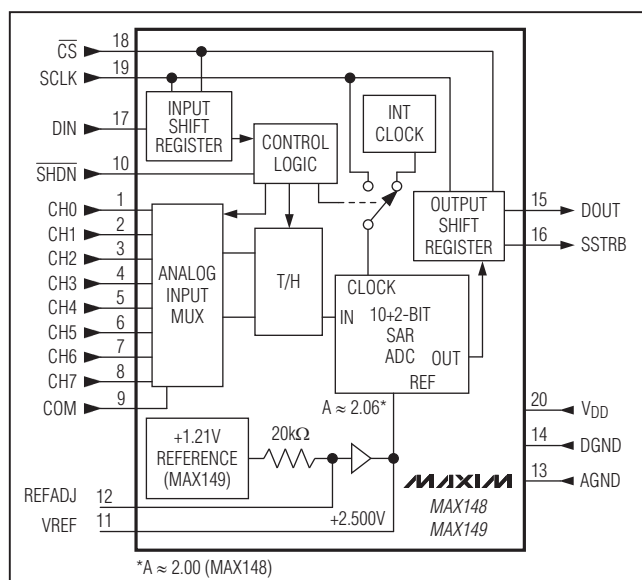 CS 18
SCLK 19
DIN 17
SHDN 10
CH0 1
CH1 2
CH2 3
CH3 4
CH4 5
CH5 6
CH6 7
CH7 8
COM 9
REFADJ 12
VREF 11
INPUT
SHIFT
REGISTER
CONTROL
LOGIC
INT
CLOCK
OUTPUT
SHIFT
REGISTER
15 DOUT
16 SSTRB
ANALOG
INPUT
MUX
T/H
CLOCK
IN
10+2-BIT
SAR
ADC
OUT
REF
A ≈ 2.06*
+1.21V
REFERENCE
(MAX149)
20kΩ
+2.500V
20 VDD
14 DGND
13 AGND
MAXIM
MAX148
MAX149
*A ≈ 2.00 (MAX148)